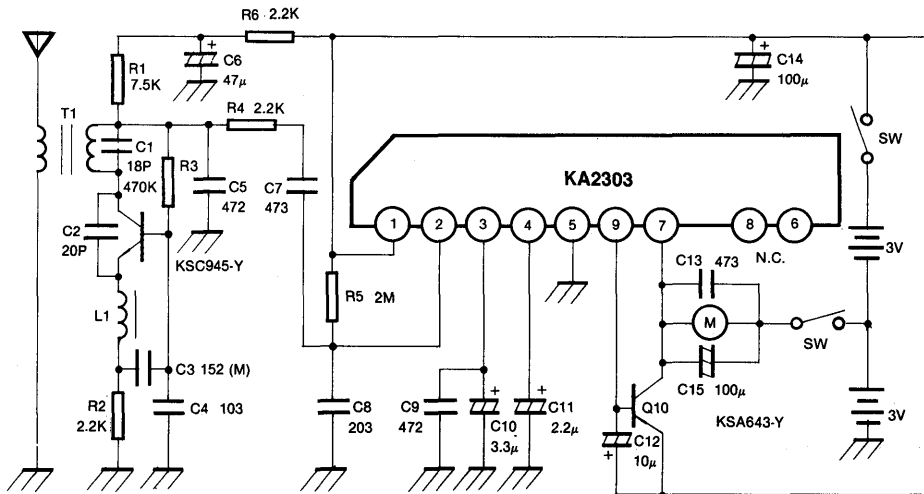 R6 2.2K
C6
47μ
C14
100μ
R1
7.5K
T1
R4 2.2K
SW
C1
18P
R3
470K
C5
472
C7
473
KA2303
1 2 3 4 5 9 7 8 6
N.C.
C2
20P
KSC945-Y
C13 473
3V
R5 2M
M
L1
SW
C3 152 (M)
C15 100μ
R2
2.2K
C4 103
C8
203
C9
472
C10
3.3μ
C11
2.2μ
Q10
KSA643-Y
C12
10μ
3V